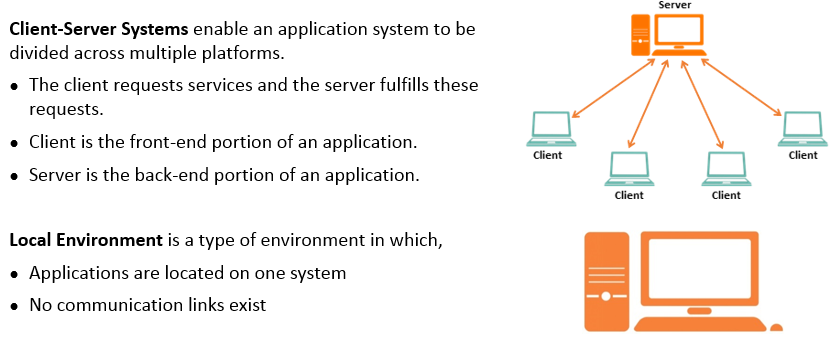 Client-Server Systems enable an application system to be
divided across multiple platforms.
● The client requests services and the server fulfills these
requests.
● Client is the front-end portion of an application.
● Server is the back-end portion of an application.
Server
Client
Client
Client
Client
Local Environment is a type of environment in which,
● Applications are located on one system
● No communication links exist